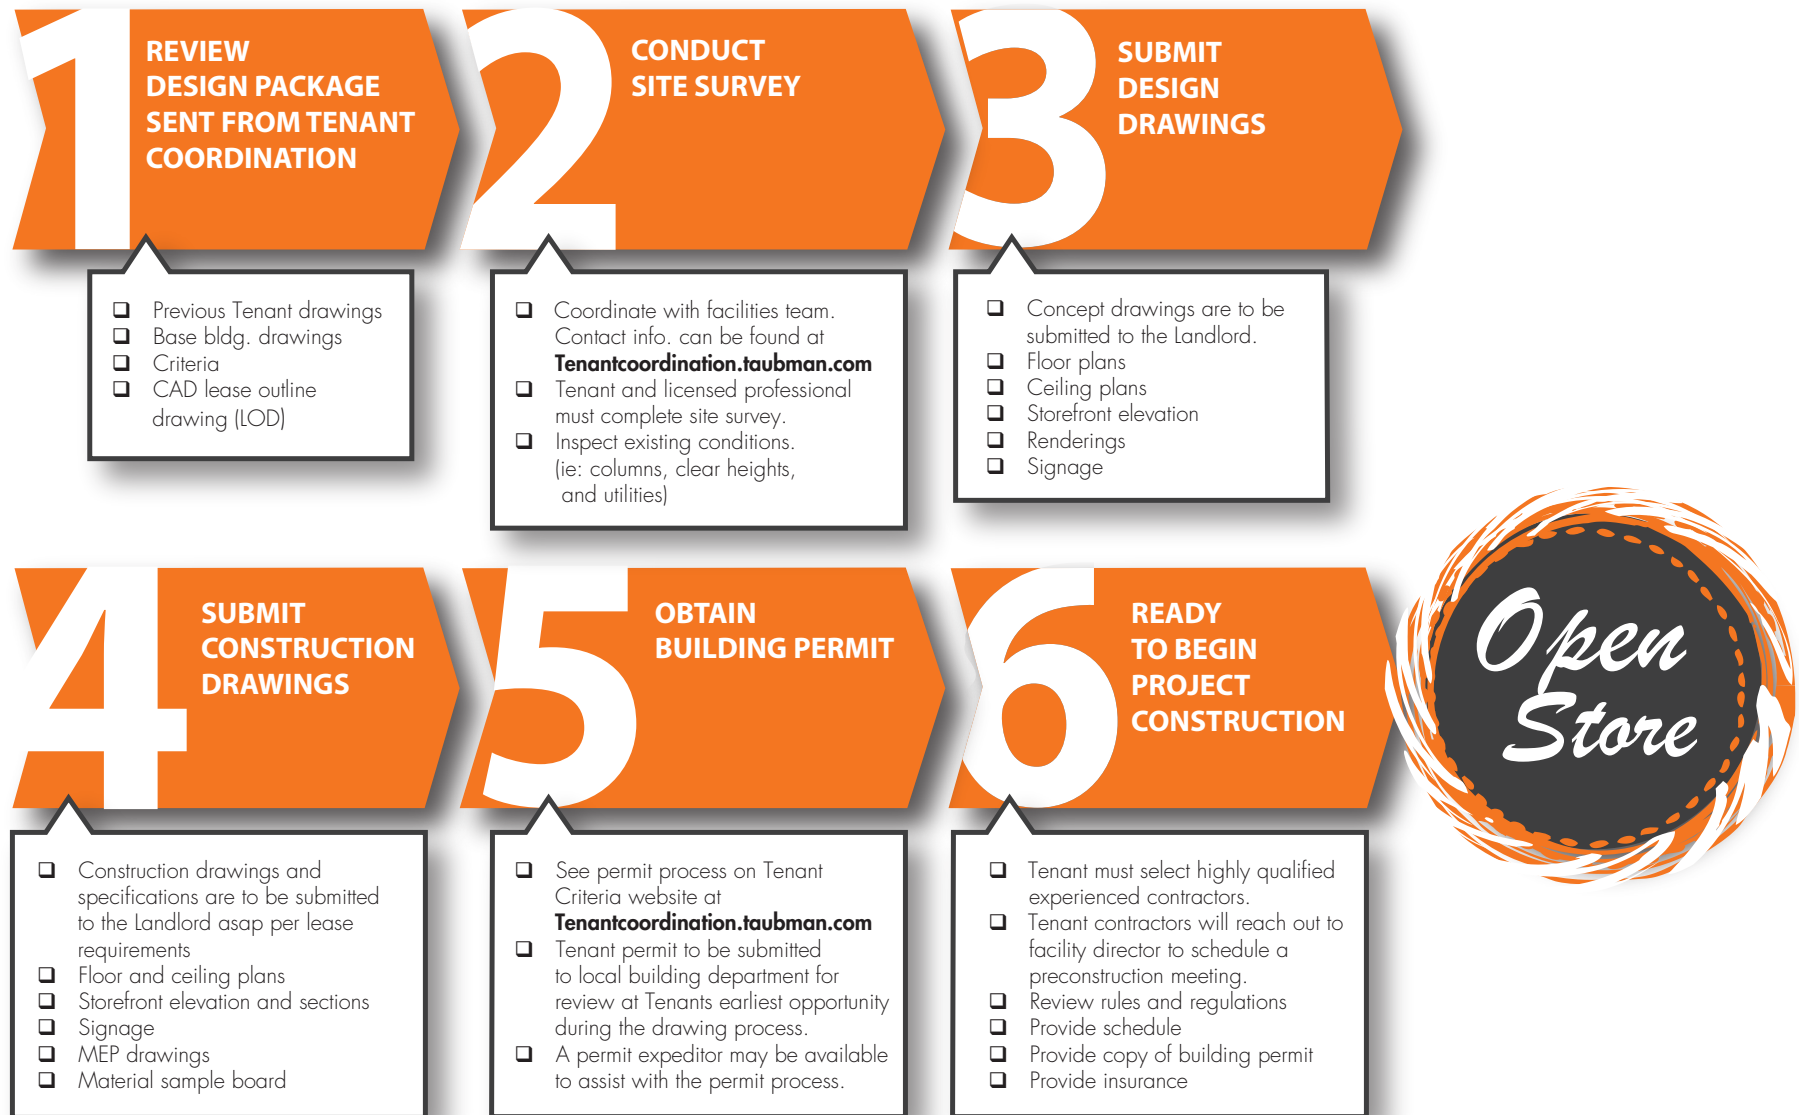 1
REVIEW
DESIGN PACKAGE
SENT FROM TENANT
COORDINATION
❑ Previous Tenant drawings
❑ Base bldg. drawings
❑ Criteria
❑ CAD lease outline
drawing (LOD)
2
CONDUCT
SITE SURVEY
❑ Coordinate with facilities team.
Contact info. can be found at
Tenantcoordination.taubman.com
❑ Tenant and licensed professional
must complete site survey.
❑ Inspect existing conditions.
(ie: columns, clear heights,
and utilities)
3
SUBMIT
DESIGN
DRAWINGS
❑ Concept drawings are to be
submitted to the Landlord.
❑ Floor plans
❑ Ceiling plans
❑ Storefront elevation
❑ Renderings
❑ Signage
4
SUBMIT
CONSTRUCTION
DRAWINGS
❑ Construction drawings and
specifications are to be submitted
to the Landlord asap per lease
requirements
❑ Floor and ceiling plans
❑ Storefront elevation and sections
❑ Signage
❑ MEP drawings
❑ Material sample board
5
OBTAIN
BUILDING PERMIT
❑ See permit process on Tenant
Criteria website at
Tenantcoordination.taubman.com
❑ Tenant permit to be submitted
to local building department for
review at Tenants earliest opportunity
during the drawing process.
❑ A permit expeditor may be available
to assist with the permit process.
6
READY
TO BEGIN
PROJECT
CONSTRUCTION
❑ Tenant must select highly qualified
experienced contractors.
❑ Tenant contractors will reach out to
facility director to schedule a
preconstruction meeting.
❑ Review rules and regulations
❑ Provide schedule
❑ Provide copy of building permit
❑ Provide insurance
Open
Store